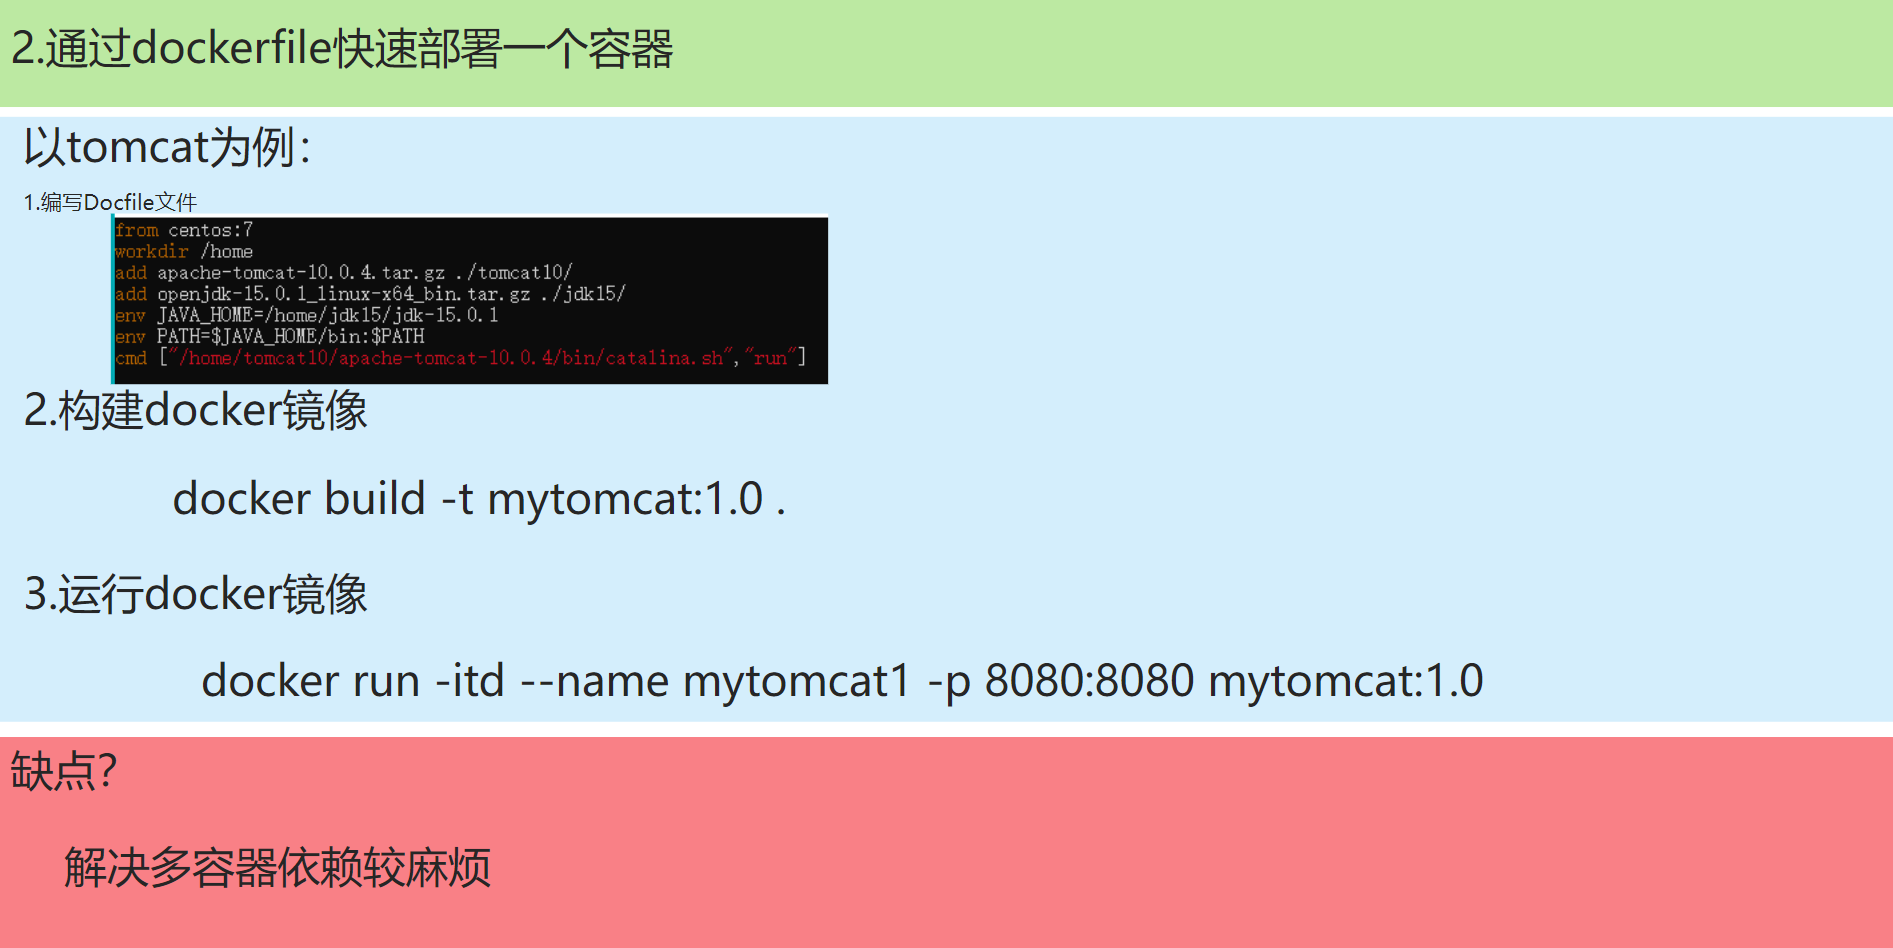 2.通过dockerfile快速部署一个容器
以tomcat为例：
1.编写Docfile文件
from centos:7
workdir /home
add apache-tomcat-10.0.4.tar.gz ./tomcat10/
add openjdk-15.0.1_linux-x64_bin.tar.gz ./jdk15/
env JAVA_HOME=/home/jdk15/jdk-15.0.1
env PATH=$JAVA_HOME/bin:$PATH
cmd ["/home/tomcat10/apache-tomcat-10.0.4/bin/catalina.sh","run"]
2.构建docker镜像
docker build -t mytomcat:1.0 .
3.运行docker镜像
docker run -itd --name mytomcat1 -p 8080:8080 mytomcat:1.0
缺点？
解决多容器依赖较麻烦